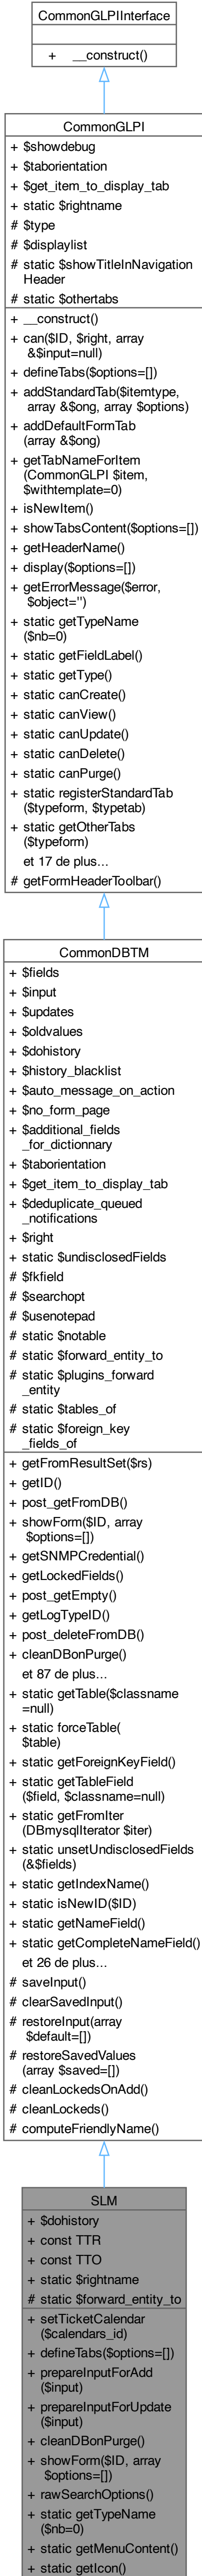 CommonGLPIInterface
+ __construct()
CommonGLPI
+ $showdebug
+ $taborientation
+ $get_item_to_display_tab
+ static $rightname
# $type
# $displaylist
# static $showTitleInNavigation
Header
# static $othertabs
+ __construct()
+ can($ID, $right, array
&$input=null)
+ defineTabs($options=[])
+ addStandardTab($itemtype,
array &$ong, array $options)
+ addDefaultFormTab
(array &$ong)
+ getTabNameForItem
(CommonGLPI $item,
$withtemplate=0)
+ isNewItem()
+ showTabsContent($options=[])
+ getHeaderName()
+ display($options=[])
+ getErrorMessage($error,
$object='')
+ static getTypeName
($nb=0)
+ static getFieldLabel()
+ static getType()
+ static canCreate()
+ static canView()
+ static canUpdate()
+ static canDelete()
+ static canPurge()
+ static registerStandardTab
($typeform, $typetab)
+ static getOtherTabs
($typeform)
et 17 de plus...
# getFormHeaderToolbar()
CommonDBTM
+ $fields
+ $input
+ $updates
+ $oldvalues
+ $dohistory
+ $history_blacklist
+ $auto_message_on_action
+ $no_form_page
+ $additional_fields
_for_dictionnary
+ $taborientation
+ $get_item_to_display_tab
+ $deduplicate_queued
_notifications
+ $right
+ static $undisclosedFields
# $fkfield
# $searchopt
# $usenotepad
# static $notable
# static $forward_entity_to
# static $plugins_forward
_entity
# static $tables_of
# static $foreign_key
_fields_of
+ getFromResultSet($rs)
+ getID()
+ post_getFromDB()
+ showForm($ID, array
$options=[])
+ getSNMPCredential()
+ getLockedFields()
+ post_getEmpty()
+ getLogTypeID()
+ post_deleteFromDB()
+ cleanDBonPurge()
et 87 de plus...
+ static getTable($classname
=null)
+ static forceTable(
$table)
+ static getForeignKeyField()
+ static getTableField
($field, $classname=null)
+ static getFromIter
(DBmysqlIterator $iter)
+ static unsetUndisclosedFields
(&$fields)
+ static getIndexName()
+ static isNewID($ID)
+ static getNameField()
+ static getCompleteNameField()
et 26 de plus...
# saveInput()
# clearSavedInput()
# restoreInput(array
$default=[])
# restoreSavedValues
(array $saved=[])
# cleanLockedsOnAdd()
# cleanLockeds()
# computeFriendlyName()
SLM
+ $dohistory
+ const TTR
+ const TTO
+ static $rightname
# static $forward_entity_to
+ setTicketCalendar
($calendars_id)
+ defineTabs($options=[])
+ prepareInputForAdd
($input)
+ prepareInputForUpdate
($input)
+ cleanDBonPurge()
+ showForm($ID, array
$options=[])
+ rawSearchOptions()
+ static getTypeName
($nb=0)
+ static getMenuContent()
+ static getIcon()